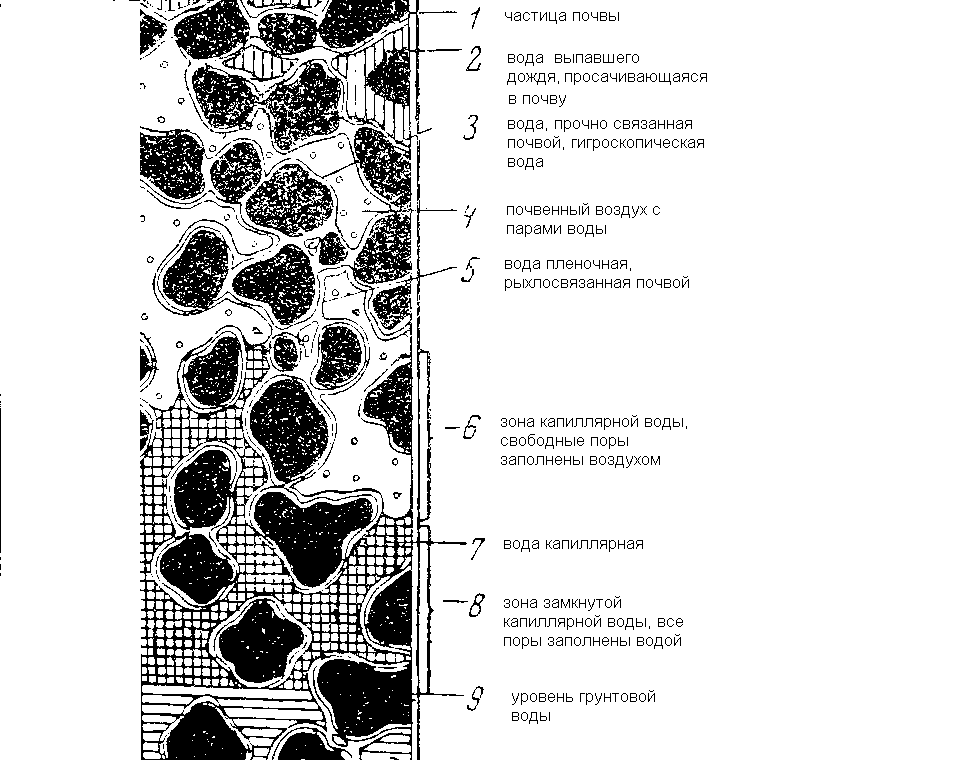 1 частица почвы
2 вода выпавшего
дождя, просачивающаяся
в почву
3 вода, прочно связанная
почвой, гигроскопическая
вода
4 почвенный воздух с
парами воды
5 вода пленочная,
рыхлосвязанная почвой
6 зона капиллярной воды,
свободные поры
заполнены воздухом
7 вода капиллярная
8 зона замкнутой
капиллярной воды, все
поры заполнены водой
9 уровень грунтовой
воды